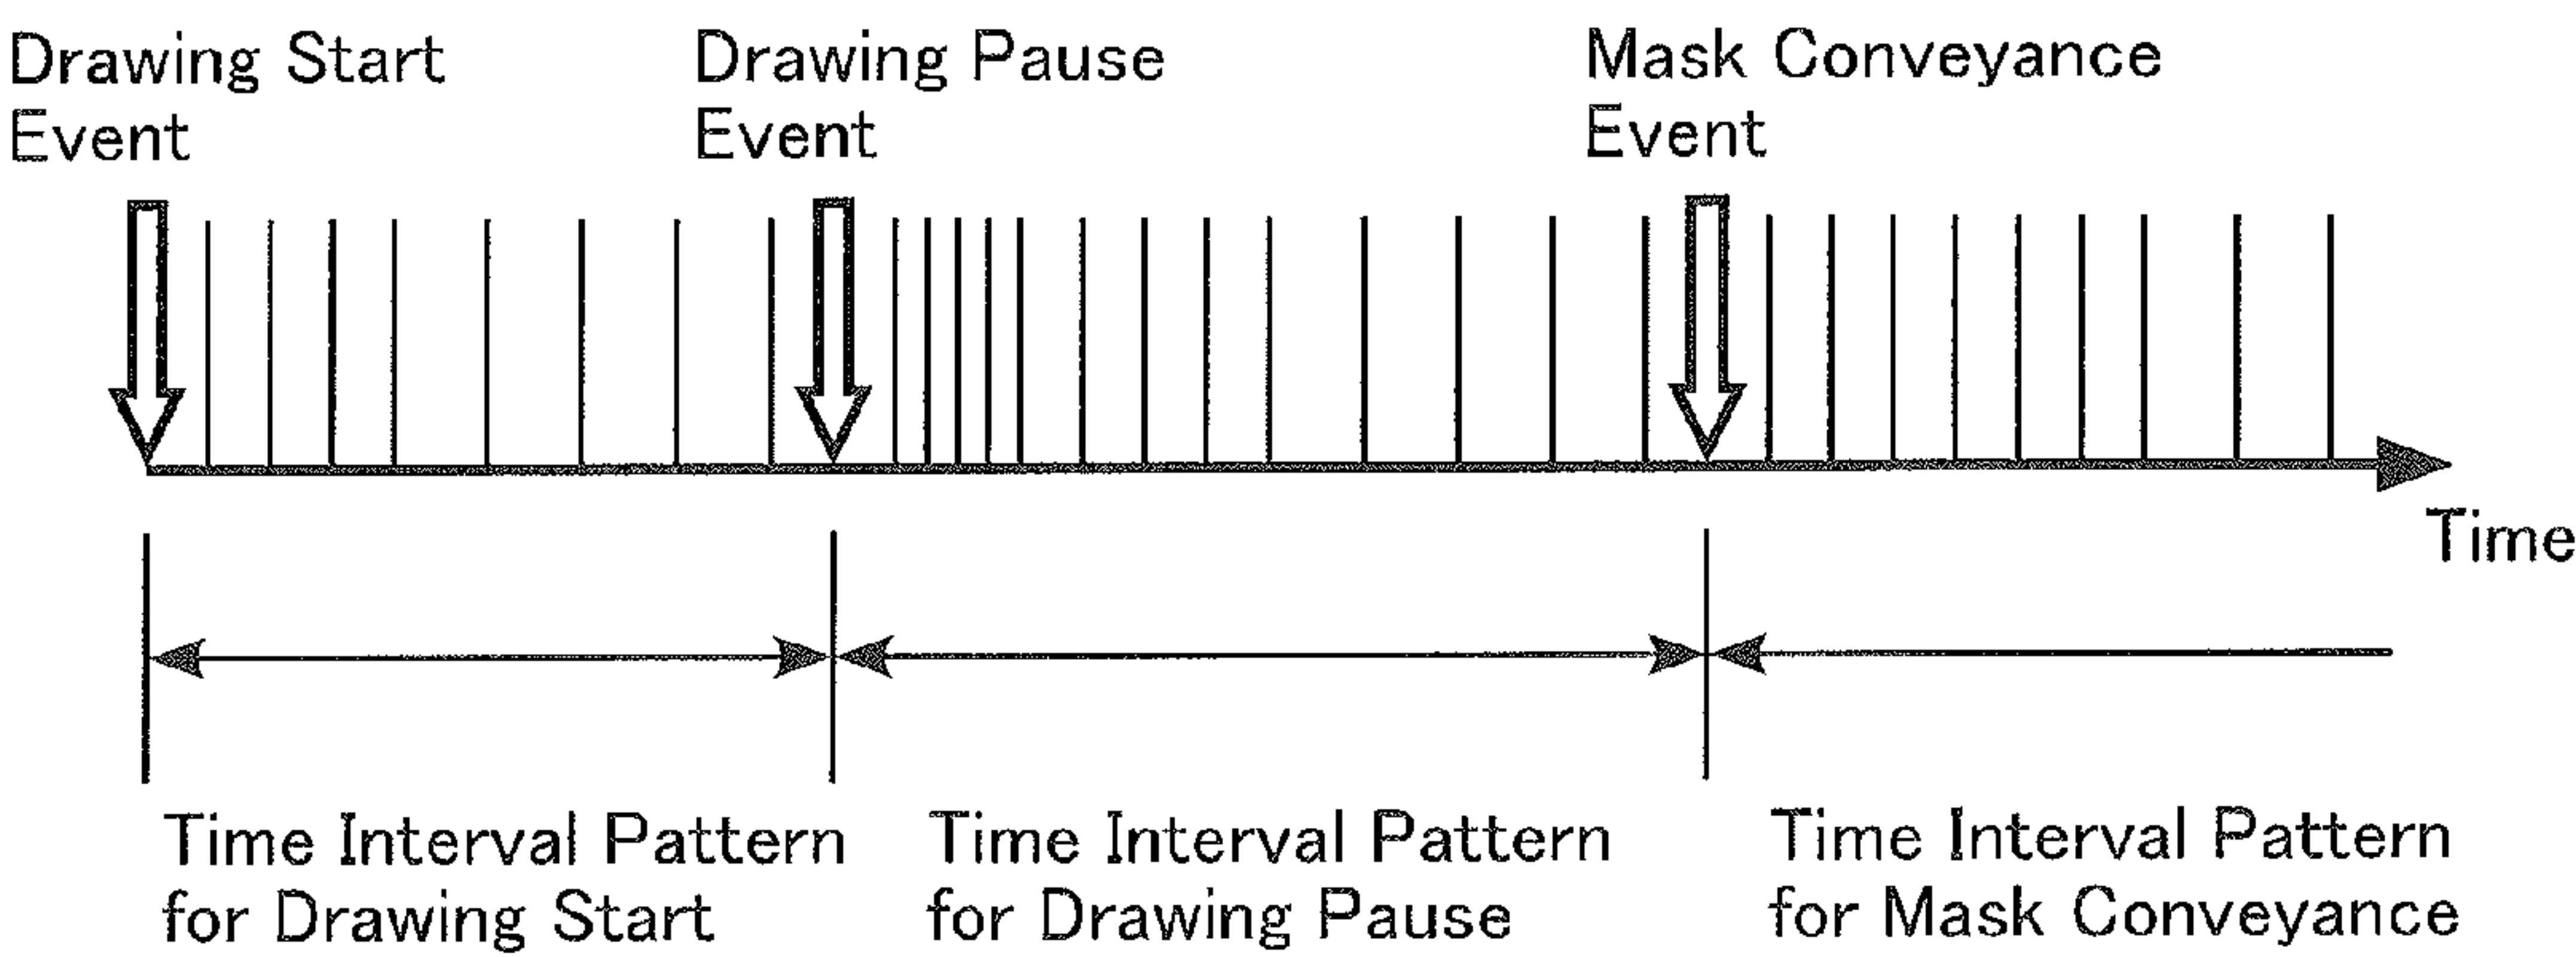 Drawing Start
Event
Drawing Pause
Event
Mask Conveyance
Event
Time
Time Interval Pattern
for Drawing Start
Time Interval Pattern
for Drawing Pause
Time Interval Pattern
for Mask Conveyance